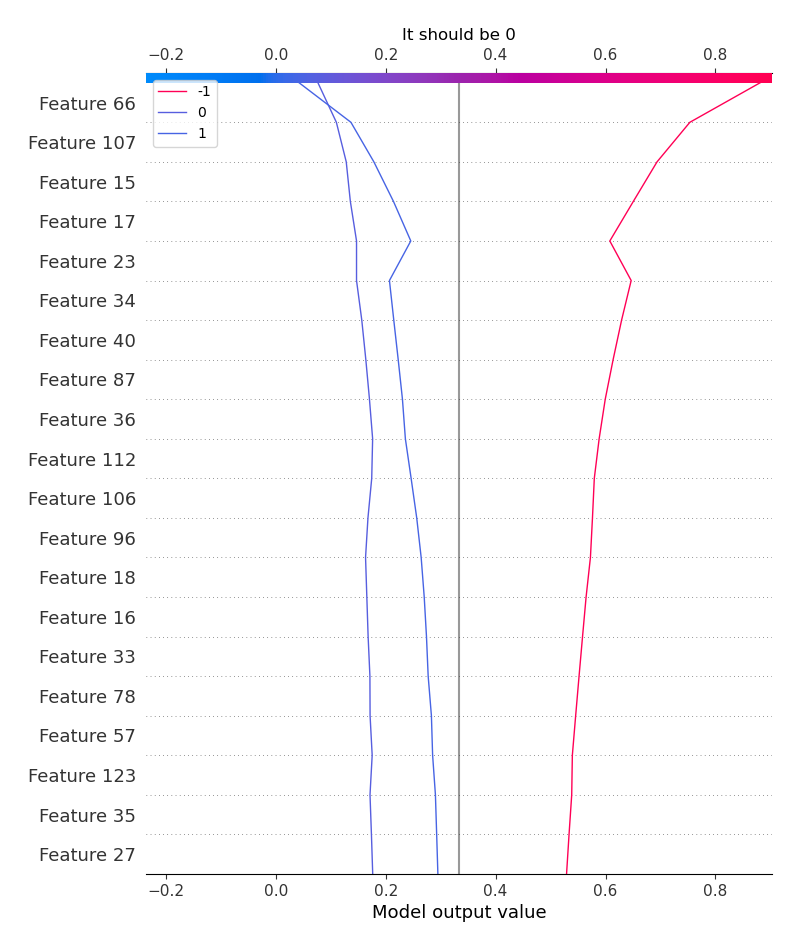 It should be 0
−0.2 0.0 0.2 0.4 0.6 0.8
-1
0
1
Feature 66
Feature 107
Feature 15
Feature 17
Feature 23
Feature 34
Feature 40
Feature 87
Feature 36
Feature 112
Feature 106
Feature 96
Feature 18
Feature 16
Feature 33
Feature 78
Feature 57
Feature 123
Feature 35
Feature 27
−0.2 0.0 0.2 0.4 0.6 0.8
Model output value